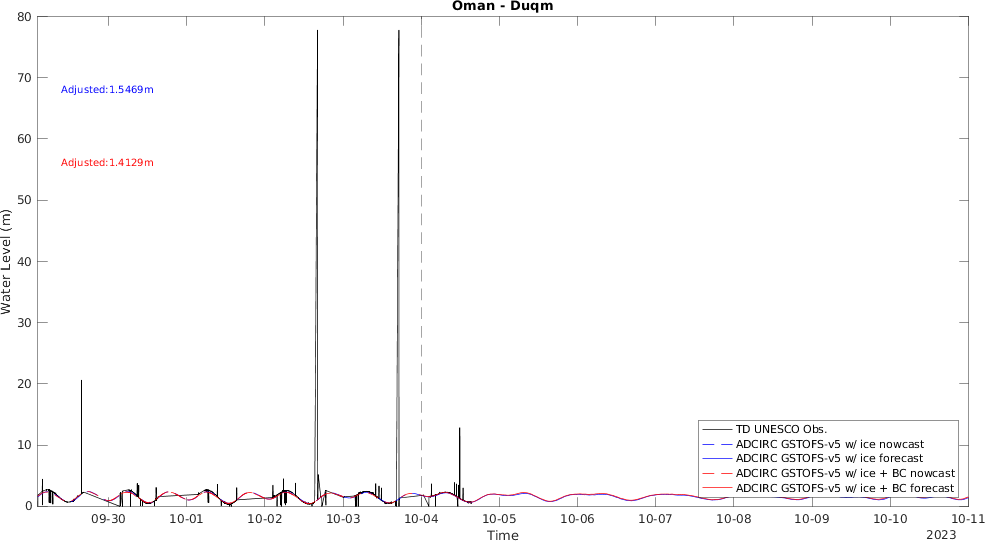 Oman - Duqm
80
70
60
50
40
30
20
10
0
Water Level (m)
Adjusted:1.5469m
Adjusted:1.4129m
TD UNESCO Obs.
ADCIRC GSTOFS-v5 w/ ice nowcast
ADCIRC GSTOFS-v5 w/ ice forecast
ADCIRC GSTOFS-v5 w/ ice + BC nowcast
ADCIRC GSTOFS-v5 w/ ice + BC forecast
09-30 10-01 10-02 10-03 10-04 10-05 10-06 10-07 10-08 10-09 10-10 10-11
Time
2023